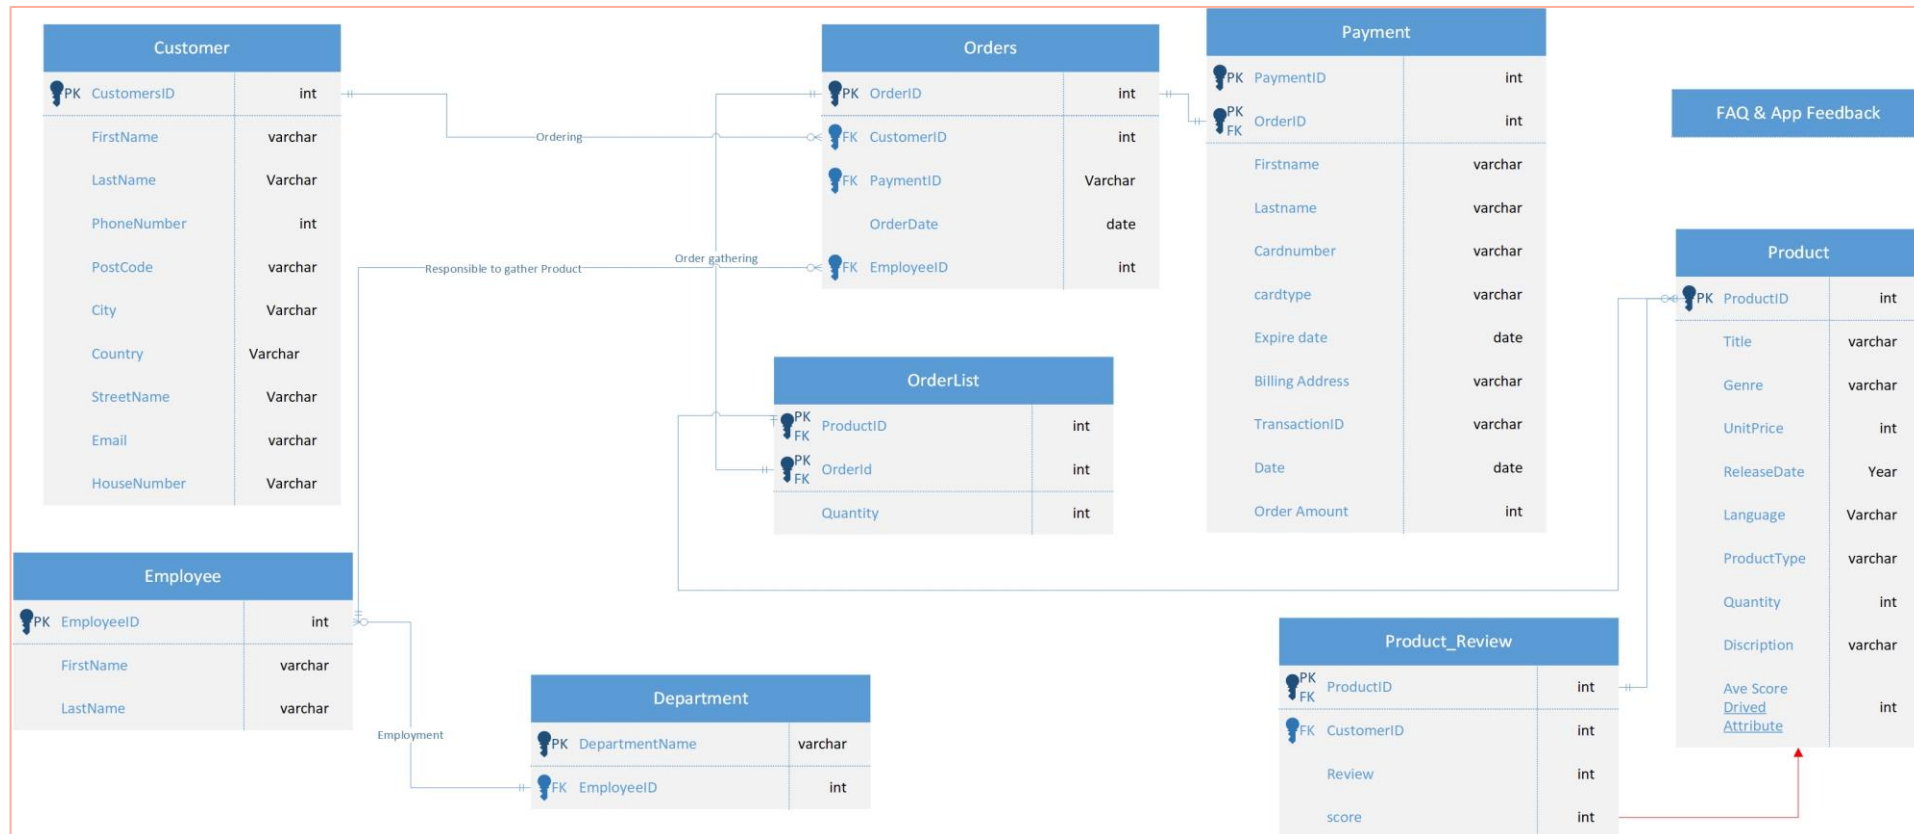 Customer
PK CustomersID int
FirstName varchar
LastName Varchar
PhoneNumber int
PostCode varchar
City Varchar
Country Varchar
StreetName Varchar
Email varchar
HouseNumber Varchar
Employee
PK EmployeeID int
FirstName varchar
LastName varchar
Ordering
Responsible to gather Product
Order gathering
Employment
Department
PK DepartmentName varchar
FK EmployeeID int
Orders
PK OrderID int
FK CustomerID int
FK PaymentID Varchar
OrderDate date
FK EmployeeID int
OrderList
PK
FK ProductID int
PK
FK OrderId int
Quantity int
Payment
PK PaymentID int
PK
FK OrderID int
Firstname varchar
Lastname varchar
Cardnumber varchar
cardtype varchar
Expire date date
Billing Address varchar
TransactionID varchar
Date date
Order Amount int
Product_Review
PK
FK ProductID int
FK CustomerID int
Review int
score int
FAQ & App Feedback
Product
PK ProductID int
Title varchar
Genre varchar
UnitPrice int
ReleaseDate Year
Language Varchar
ProductType varchar
Quantity int
Discription varchar
Ave Score
Drived int
Attribute